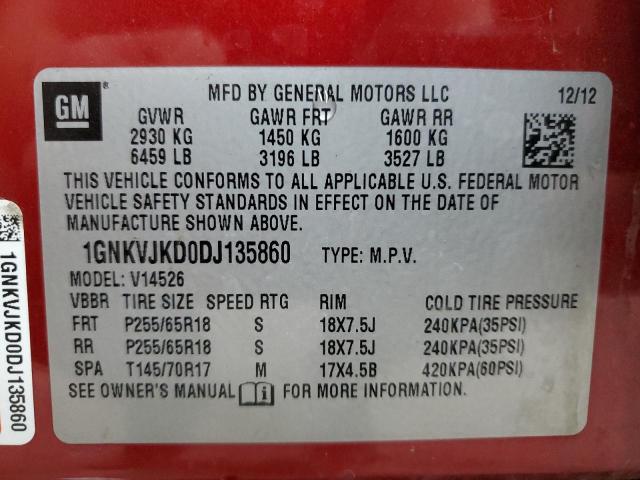 GM ®
MFD BY GENERAL MOTORS LLC 12/12
GVWR GAWR FRT GAWR RR
2930 KG 1450 KG 1600 KG
6459 LB 3196 LB 3527 LB
THIS VEHICLE CONFORMS TO ALL APPLICABLE U.S. FEDERAL MOTOR
VEHICLE SAFETY STANDARDS IN EFFECT ON THE DATE OF
MANUFACTURE SHOWN ABOVE.
1GNKVJKD0DJ135860 TYPE: M.P.V.
MODEL: V14526
VBBR TIRE SIZE SPEED RTG RIM COLD TIRE PRESSURE
FRT P255/65R18 S 18X7.5J 240KPA(35PSI)
RR P255/65R18 S 18X7.5J 240KPA(35PSI)
SPA T145/70R17 M 17X4.5B 420KPA(60PSI)
SEE OWNER'S MANUAL i FOR MORE INFORMATION.
1GNKVJKD0DJ135860